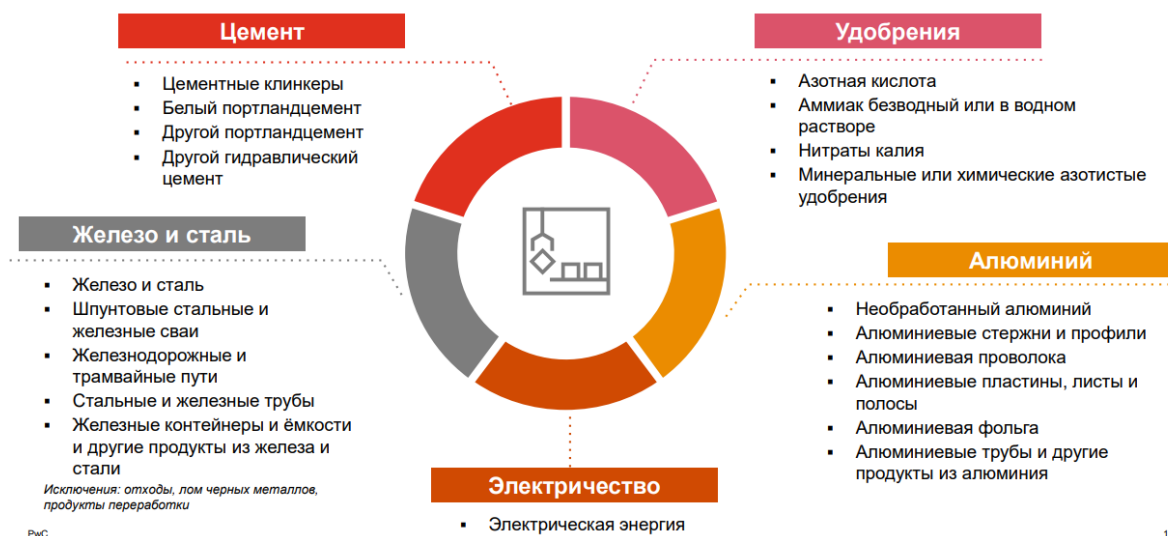 Цемент
▪ Цементные клинкеры
▪ Белый портландцемент
▪ Другой портландцемент
▪ Другой гидравлический
цемент
Удобрения
▪ Азотная кислота
▪ Аммиак безводный или в водном
растворе
▪ Нитраты калия
▪ Минеральные или химические азотистые
удобрения
Железо и сталь
▪ Железо и сталь
▪ Шпунтовые стальные и
железные сваи
▪ Железнодорожные и
трамвайные пути
▪ Стальные и железные трубы
▪ Железные контейнеры и ёмкости
и другие продукты из железа и
стали
Исключения: отходы, лом черных металлов,
продукты переработки
Алюминий
▪ Необработанный алюминий
▪ Алюминиевые стержни и профили
▪ Алюминиевая проволока
▪ Алюминиевые пластины, листы и
полосы
▪ Алюминиевая фольга
▪ Алюминиевые трубы и другие
продукты из алюминия
Электричество
▪ Электрическая энергия
PwC
1